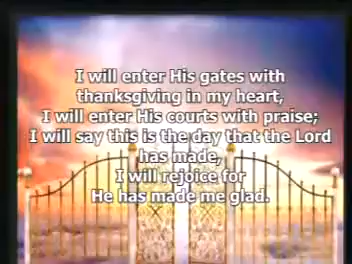 I will enter His gates with
thanksgiving in my heart,
I will enter His courts with praise;
I will say this is the day that the Lord
has made,
I will rejoice for
He has made me glad.